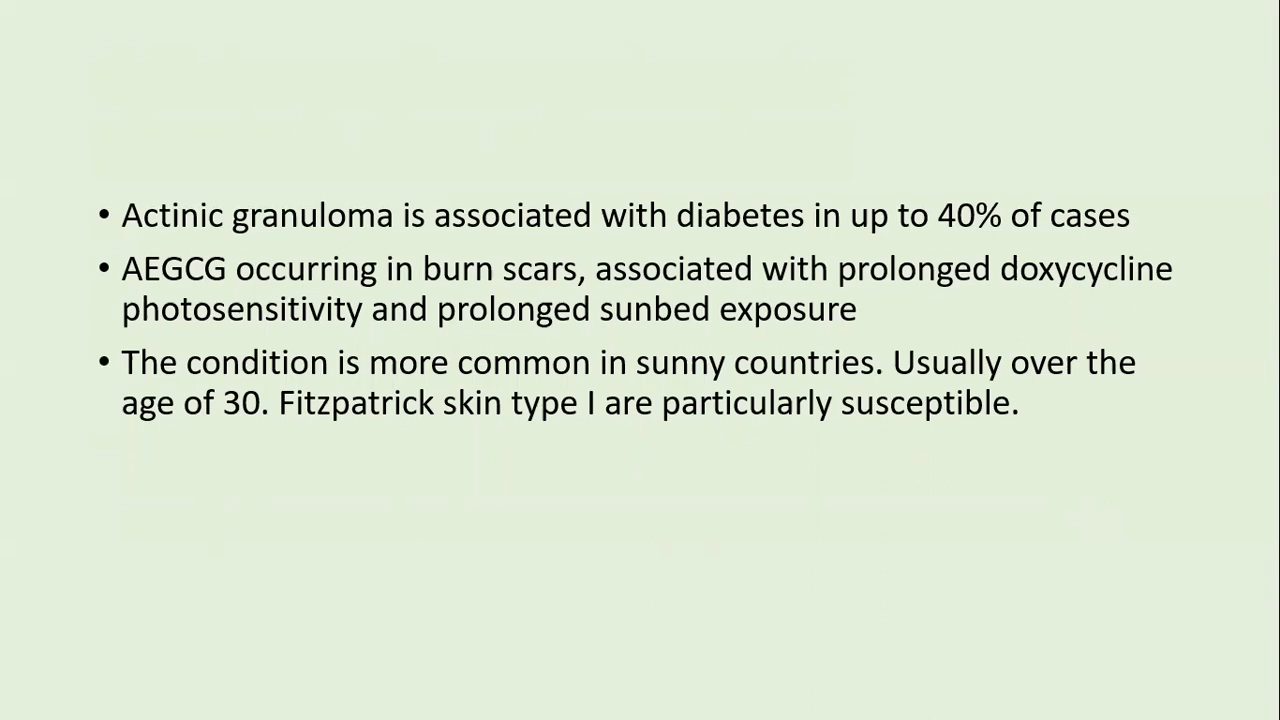 • Actinic granuloma is associated with diabetes in up to 40% of cases
• AEGCG occurring in burn scars, associated with prolonged doxycycline
photosensitivity and prolonged sunbed exposure
• The condition is more common in sunny countries. Usually over the
age of 30. Fitzpatrick skin type I are particularly susceptible.